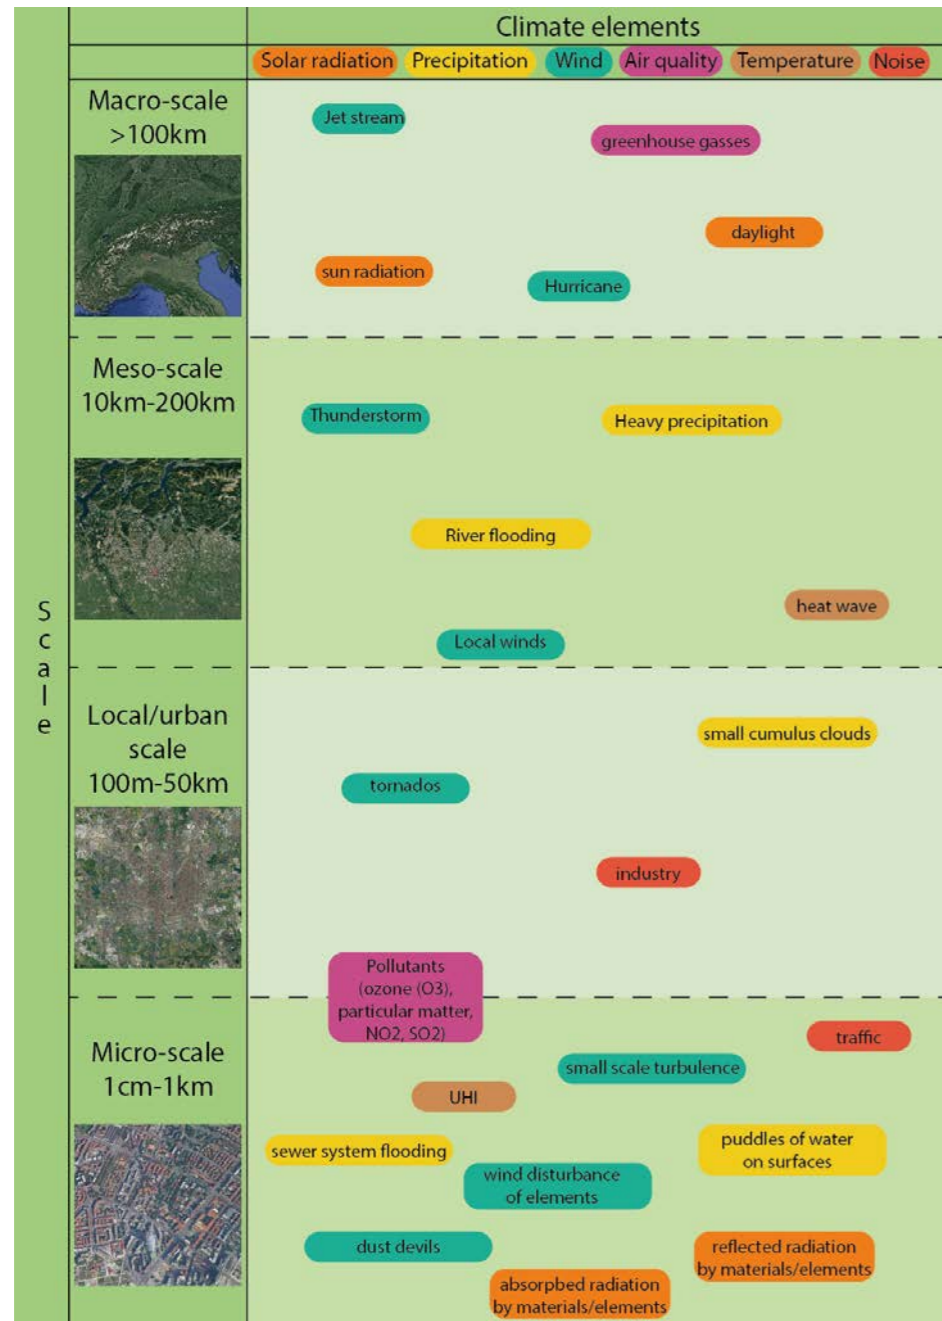 Climate elements
Solar radiation
Precipitation
Wind
Air quality
Temperature
Noise
Scale
Macro-scale
>100km
Jet stream
greenhouse gasses
daylight
sun radiation
Hurricane
Meso-scale
10km-200km
Thunderstorm
Heavy precipitation
River flooding
heat wave
Local winds
Local/urban
scale
100m-50km
small cumulus clouds
tornados
industry
Pollutants
(ozone (O3),
particular matter,
NO2, SO2)
Micro-scale
1cm-1km
traffic
small scale turbulence
UHI
sewer system flooding
puddles of water
on surfaces
wind disturbance
of elements
dust devils
reflected radiation
by materials/elements
absorpbed radiation
by materials/elements